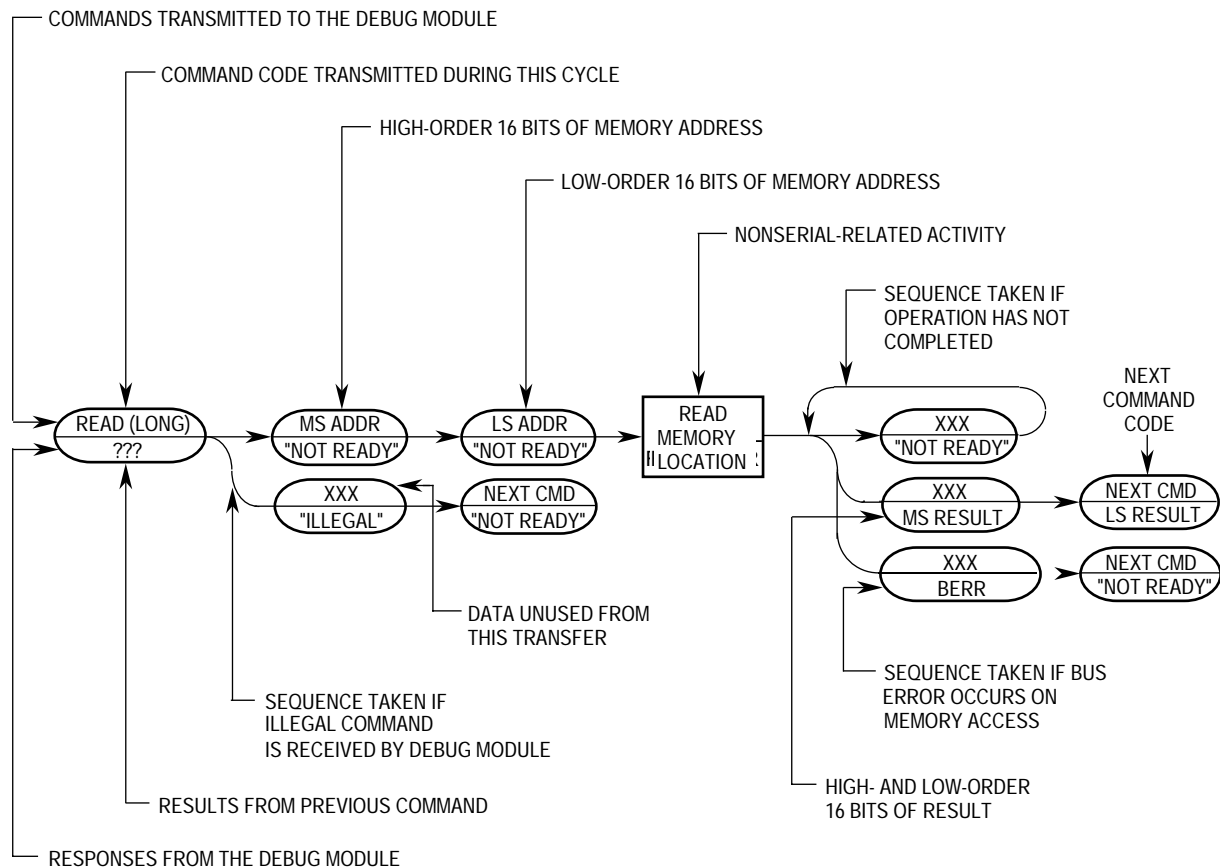 COMMANDS TRANSMITTED TO THE DEBUG MODULE
COMMAND CODE TRANSMITTED DURING THIS CYCLE
HIGH-ORDER 16 BITS OF MEMORY ADDRESS
LOW-ORDER 16 BITS OF MEMORY ADDRESS
NONSERIAL-RELATED ACTIVITY
SEQUENCE TAKEN IF
OPERATION HAS NOT
COMPLETED
NEXT
COMMAND
CODE
READ (LONG)
???
MS ADDR
"NOT READY"
LS ADDR
"NOT READY"
READ
MEMORY
LOCATION
XXX
"NOT READY"
XXX
"ILLEGAL"
NEXT CMD
"NOT READY"
XXX
MS RESULT
NEXT CMD
LS RESULT
XXX
BERR
NEXT CMD
"NOT READY"
DATA UNUSED FROM
THIS TRANSFER
SEQUENCE TAKEN IF
ILLEGAL COMMAND
IS RECEIVED BY DEBUG MODULE
SEQUENCE TAKEN IF BUS
ERROR OCCURS ON
MEMORY ACCESS
HIGH- AND LOW-ORDER
16 BITS OF RESULT
RESULTS FROM PREVIOUS COMMAND
RESPONSES FROM THE DEBUG MODULE